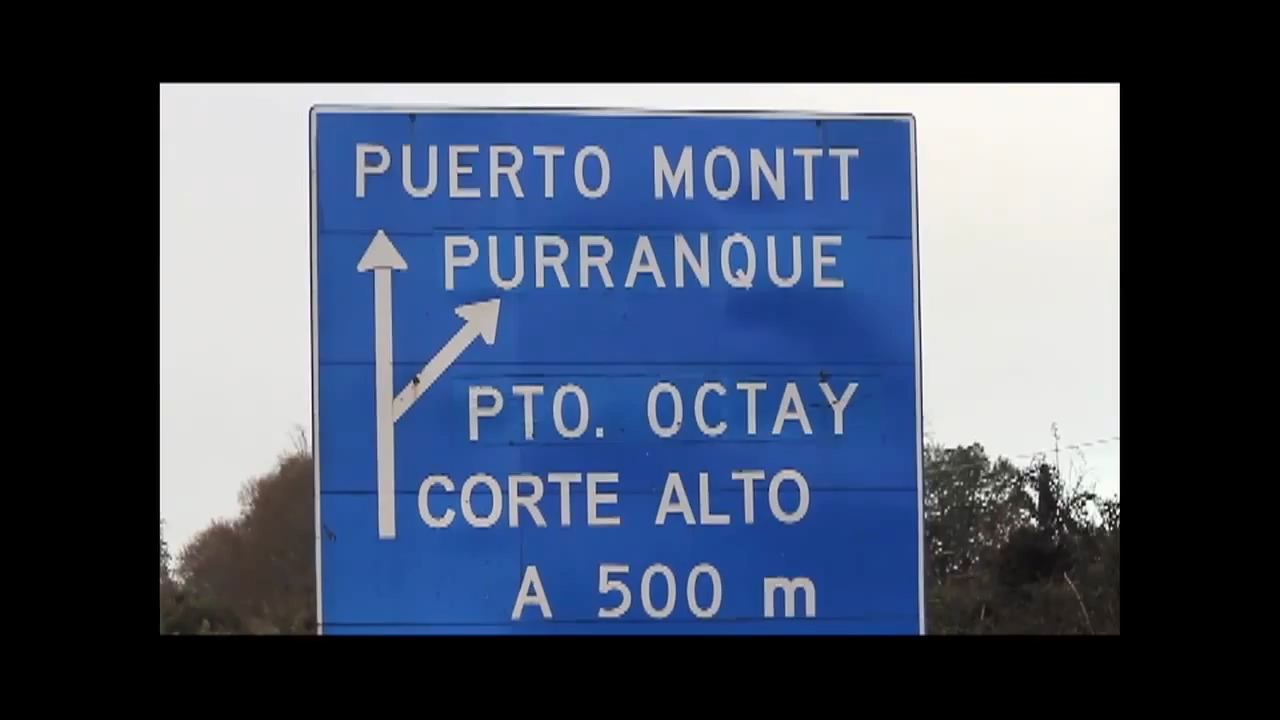 PUERTO MONTT
PURRANQUE
PTO. OCTAY
CORTE ALTO
A 500 m